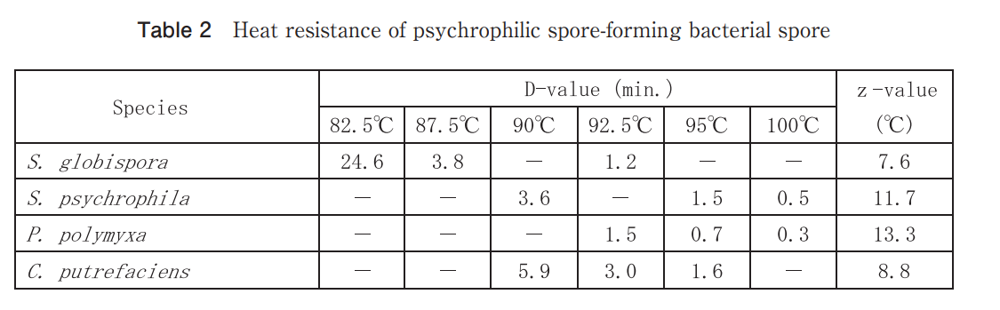 Table 2 Heat resistance of psychrophilic spore-forming bacterial spore
Species D-value (min.) z-value (℃)
82.5℃ 87.5℃ 90℃ 92.5℃ 95℃ 100℃
S. globispora 24.6 3.8 — 1.2 — — 7.6
S. psychrophila — — 3.6 — 1.5 0.5 11.7
P. polymyxa — — — 1.5 0.7 0.3 13.3
C. putrefaciens — — 5.9 3.0 1.6 — 8.8